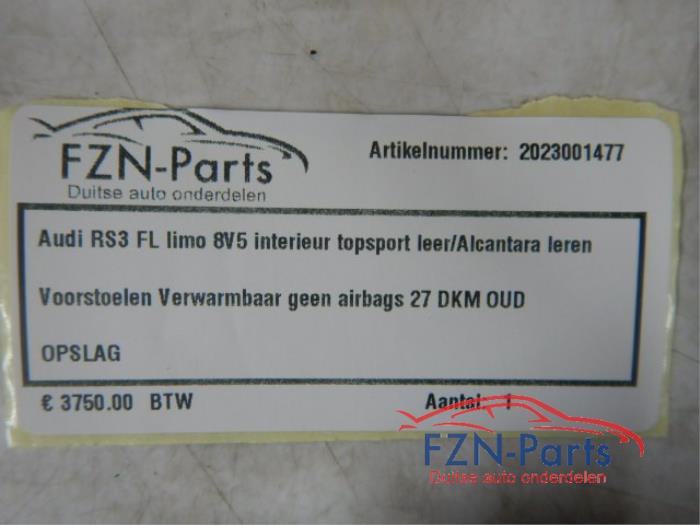 FZN-Parts
Duitse auto onderdelen
Artikelnummer: 2023001477
Audi RS3 FL limo 8V5 interieur topsport leer/Alcantara leren
Voorstoelen Verwarmbaar geen airbags 27 DKM OUD
OPSLAG
€ 3750.00 BTW
Aantal: 1
FZN-Parts
Duitse auto onderdelen